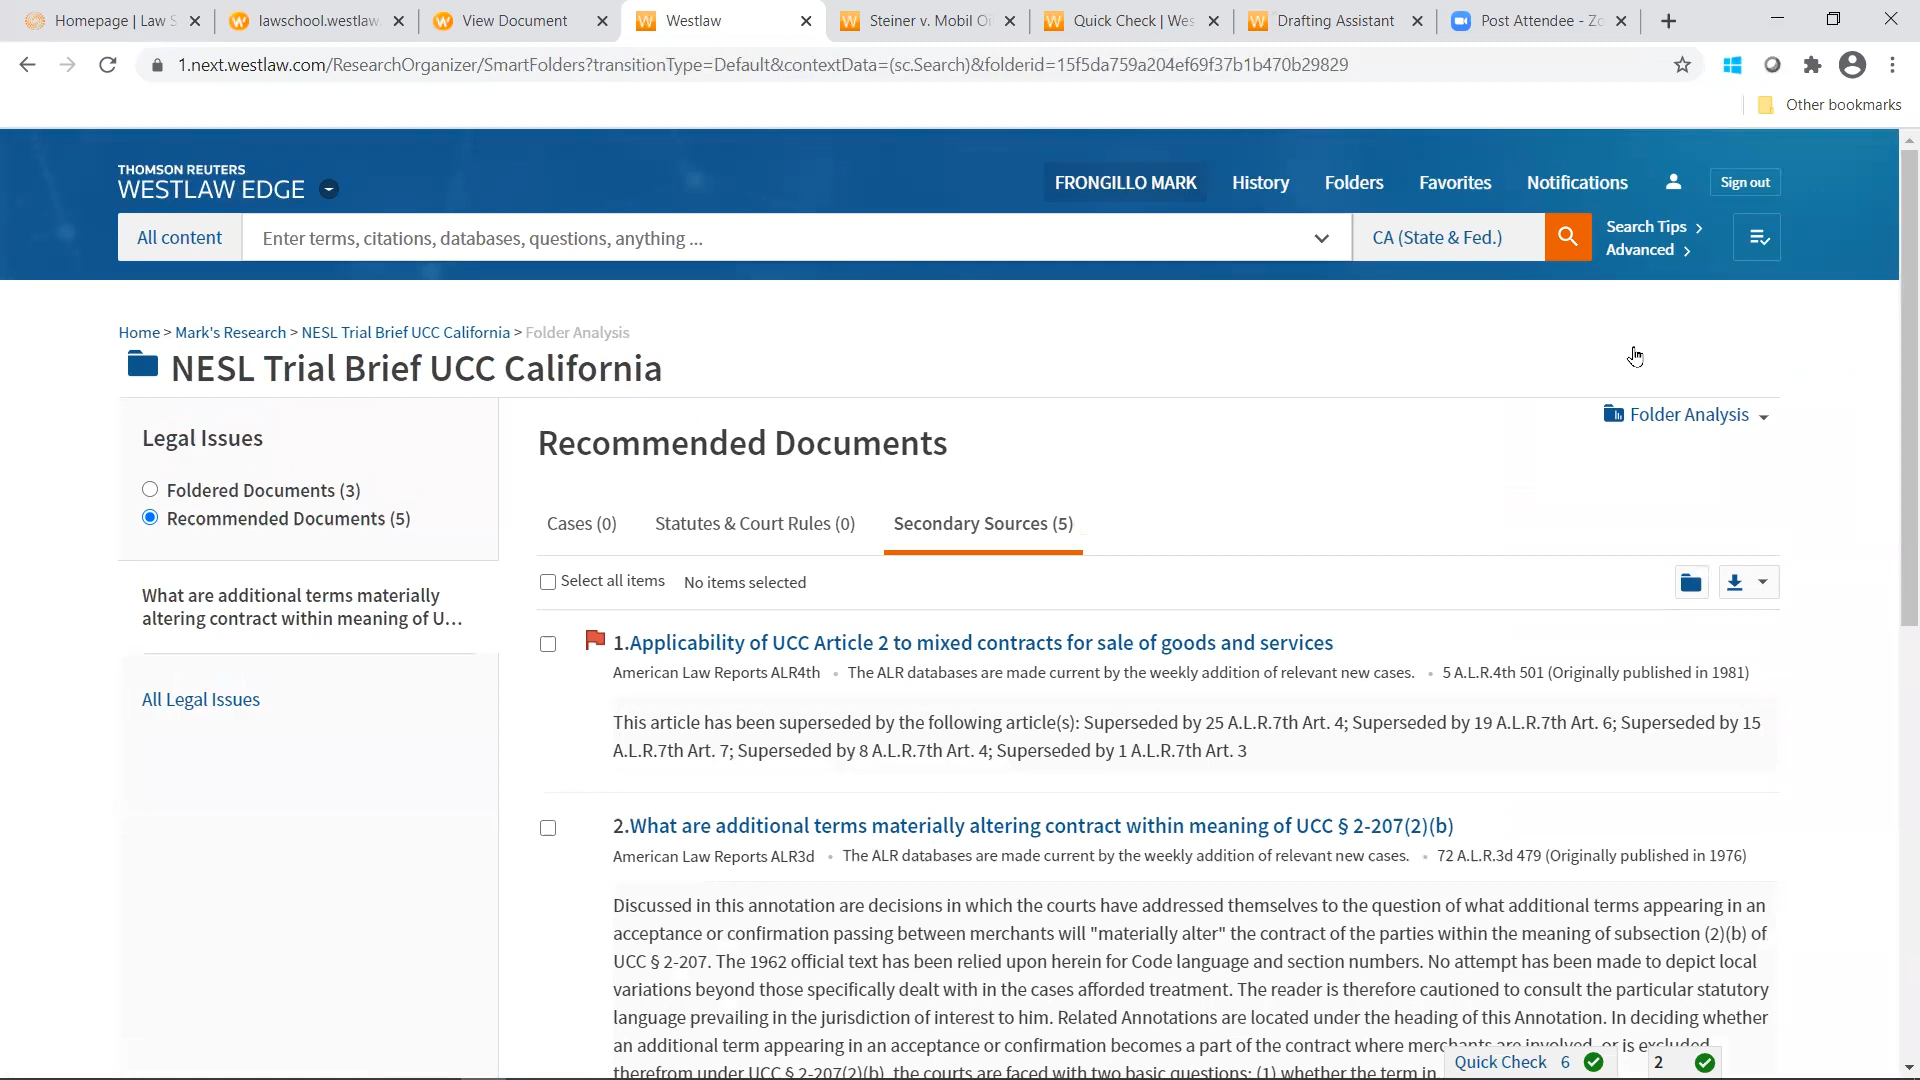 Homepage | Law S
lawschool.westlaw.
View Document
Westlaw
Steiner v. Mobil O
Quick Check | Wes
Drafting Assistant
Post Attendee - Zo
1.next.westlaw.com/ResearchOrganizer/SmartFolders?transitionType=Default&contextData=(sc.Search)&folderid=15f5da759a204ef69f37b1b470b29829
Other bookmarks
THOMSON REUTERS
WESTLAW EDGE
FRONGILLO MARK
History
Folders
Favorites
Notifications
Sign out
All content
Enter terms, citations, databases, questions, anything ...
CA (State & Fed.)
Search Tips
Advanced
Home > Mark's Research > NESL Trial Brief UCC California > Folder Analysis
NESL Trial Brief UCC California
Folder Analysis
Legal Issues
Foldered Documents (3)
Recommended Documents (5)
What are additional terms materially
altering contract within meaning of U...
All Legal Issues
Recommended Documents
Cases (0)
Statutes & Court Rules (0)
Secondary Sources (5)
Select all items
No items selected
1.Applicability of UCC Article 2 to mixed contracts for sale of goods and services
American Law Reports ALR4th • The ALR databases are made current by the weekly addition of relevant new cases. • 5 A.L.R.4th 501 (Originally published in 1981)
This article has been superseded by the following article(s): Superseded by 25 A.L.R.7th Art. 4; Superseded by 19 A.L.R.7th Art. 6; Superseded by 15
A.L.R.7th Art. 7; Superseded by 8 A.L.R.7th Art. 4; Superseded by 1 A.L.R.7th Art. 3
2.What are additional terms materially altering contract within meaning of UCC § 2-207(2)(b)
American Law Reports ALR3d • The ALR databases are made current by the weekly addition of relevant new cases. • 72 A.L.R.3d 479 (Originally published in 1976)
Discussed in this annotation are decisions in which the courts have addressed themselves to the question of what additional terms appearing in an
acceptance or confirmation passing between merchants will "materially alter" the contract of the parties within the meaning of subsection (2)(b) of
UCC § 2-207. The 1962 official text has been relied upon herein for Code language and section numbers. No attempt has been made to depict local
variations beyond those specifically dealt with in the cases afforded treatment. The reader is therefore cautioned to consult the particular statutory
language prevailing in the jurisdiction of interest to him. Related Annotations are located under the heading of this Annotation. In deciding whether
an additional term appearing in an acceptance or confirmation becomes a part of the contract where merchants are involved, or is excluded
therefrom under UCC § 2-207(2)(b), the courts are faced with two basic questions: (1) whether the term in
Quick Check 6
2